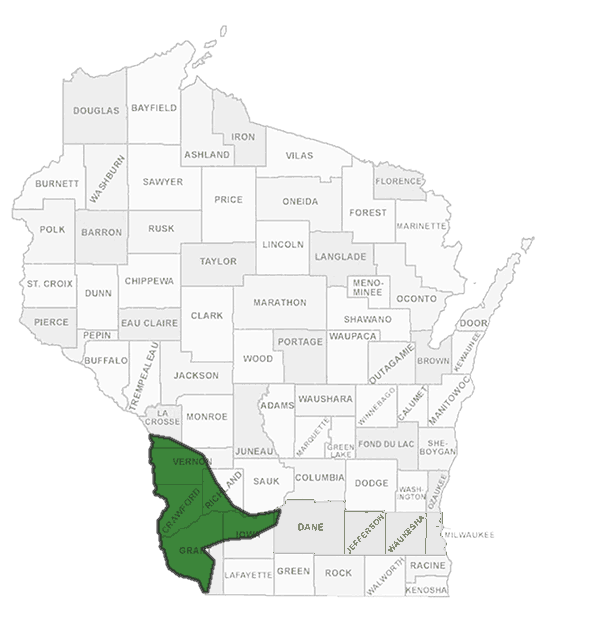 DOUGLAS
BAYFIELD
IRON
ASHLAND
VILAS
BURNETT
WASHBURN
SAWYER
PRICE
ONEIDA
FLORENCE
FOREST
MARINETTE
POLK
BARRON
RUSK
LINCOLN
LANGLADE
TAYLOR
ST. CROIX
DUNN
CHIPPEWA
MENO-
MINEE
OCONTO
MARATHON
PIERCE
PEPIN
EAU CLAIRE
CLARK
SHAWANO
DOOR
BUFFALO
TREMPEALEAU
JACKSON
WOOD
PORTAGE
WAUPACA
OUTAGAMIE
BROWN
KEWAUNEE
LA
CROSSE
MONROE
JUNEAU
ADAMS
WAUSHARA
WINNEBAGO
CALUMET
MANITOWOC
MARQUETTE
GREEN
LAKE
FOND DU LAC
SHE-
BOYGAN
VERNON
RICHLAND
SAUK
COLUMBIA
DODGE
WASH-
INGTON
OZAUKEE
CRAWFORD
DANE
JEFFERSON
WAUKESHA
MILWAUKEE
GRAN
IOW
LAFAYETTE
GREEN
ROCK
WALWORTH
RACINE
KENOSHA